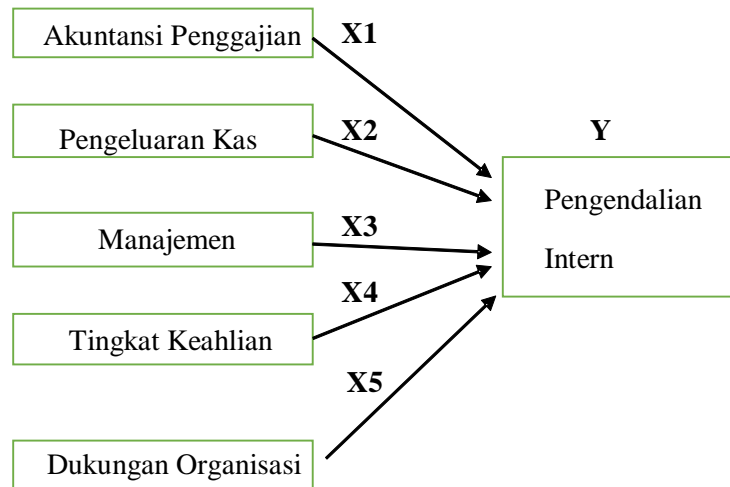 Akuntansi Penggajian
X1
Pengeluaran Kas
X2
Y
Pengendalian
Intern
Manajemen
X3
X4
Tingkat Keahlian
X5
Dukungan Organisasi